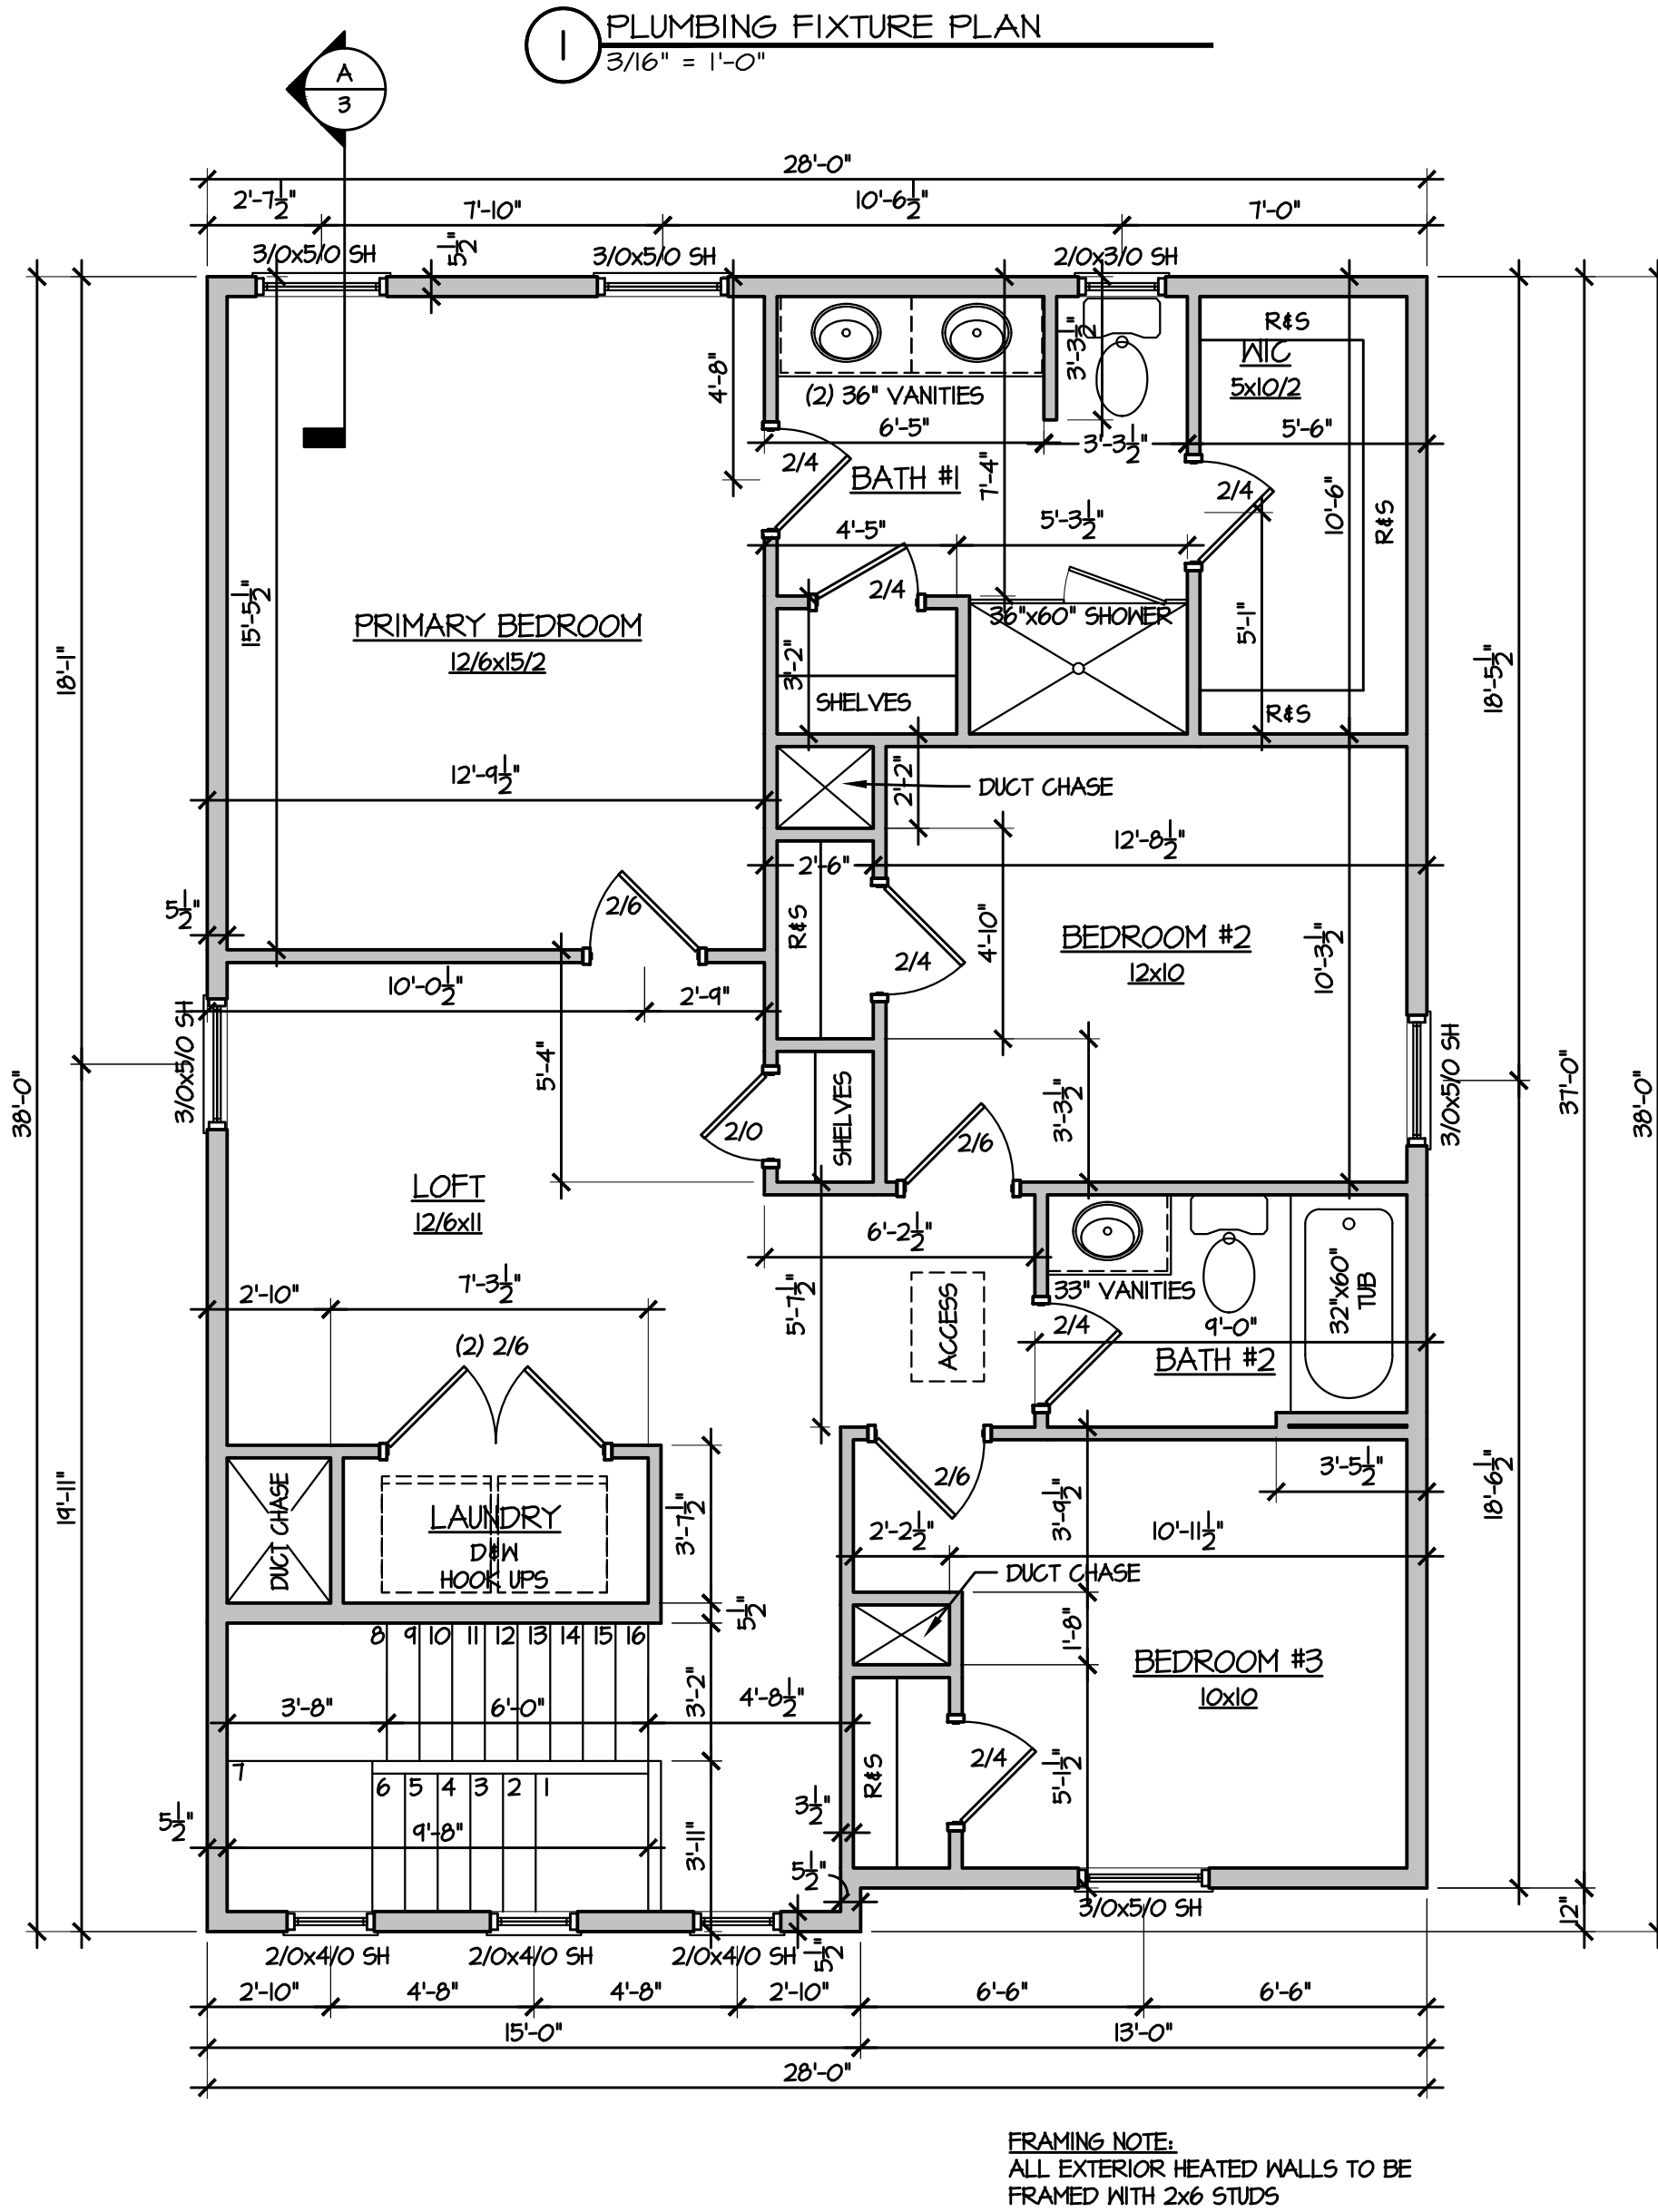 1
PLUMBING FIXTURE PLAN
3/16" = 1'-0"
A
3
28'-0"
2'-7 1/2"
7'-10"
10'-6 1/2"
7'-0"
3/0x5/0 SH
5 1/2"
3/0x5/0 SH
2/0x3/0 SH
R&S
WIC
5x10/2
3'-3 1/2"
4'-8"
(2) 36" VANITIES
6'-5"
3'-3 1/2"
5'-6"
2/4
BATH #1
7'-4"
2/4
10'-6"
R&S
4'-5"
5'-3 1/2"
2/4
36"x60" SHOWER
5'-1"
15'-5 1/2"
PRIMARY BEDROOM
12/6x15/2
3'-2"
SHELVES
R&S
18'-1"
18'-5 1/2"
12'-9 1/2"
2'-2"
DUCT CHASE
12'-8 1/2"
2'-6"
5 1/2"
2/6
R&S
2/4
4'-10"
BEDROOM #2
12x10
10'-3 1/2"
10'-0 1/2"
2'-9"
3/0x5/0 SH
5'-4"
38'-0"
2/0
SHELVES
3'-3 1/2"
2/6
3/0x5/0 SH
37'-0"
38'-0"
LOFT
12/6x11
6'-2 1/2"
2'-10"
7'-3 1/2"
5'-7 1/2"
ACCESS
33" VANITIES
32"x60"
TUB
2/4
9'-0"
BATH #2
(2) 2/6
19'-11"
2/6
3'-5 1/2"
18'-6 1/2"
DUCT CHASE
LAUNDRY
D&W
HOOK UPS
3'-7 1/2"
2'-2 1/2"
3'-9 1/2"
10'-11 1/2"
DUCT CHASE
5 1/2"
1'-8"
8 9 10 11 12 13 14 15 16
BEDROOM #3
10x10
3'-8"
6'-0"
3'-2"
4'-8 1/2"
7
6 5 4 3 2 1
R&S
2/4
5'-1 1/2"
5 1/2"
9'-8"
3'-11"
3 1/2"
5 1/2"
3/0x5/0 SH
12"
2/0x4/0 SH
2/0x4/0 SH
2/0x4/0 SH
5 1/2"
2'-10"
4'-8"
4'-8"
2'-10"
6'-6"
6'-6"
15'-0"
13'-0"
28'-0"
FRAMING NOTE:
ALL EXTERIOR HEATED WALLS TO BE
FRAMED WITH 2x6 STUDS